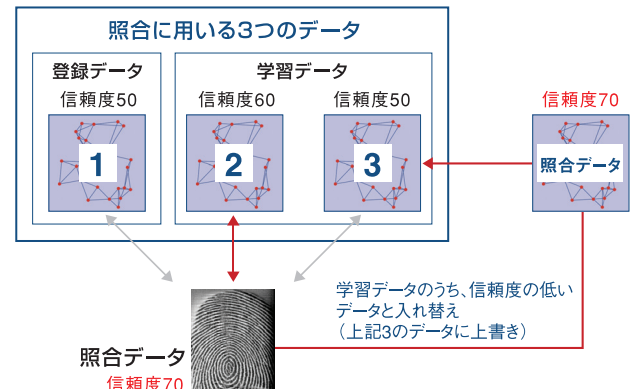 照合に用いる3つのデータ
登録データ
学習データ
信頼度50
信頼度60
信頼度50
信頼度70
1
2
3
照合データ
学習データのうち、信頼度の低い
データと入れ替え
（上記3のデータに上書き）
照合データ
信頼度70